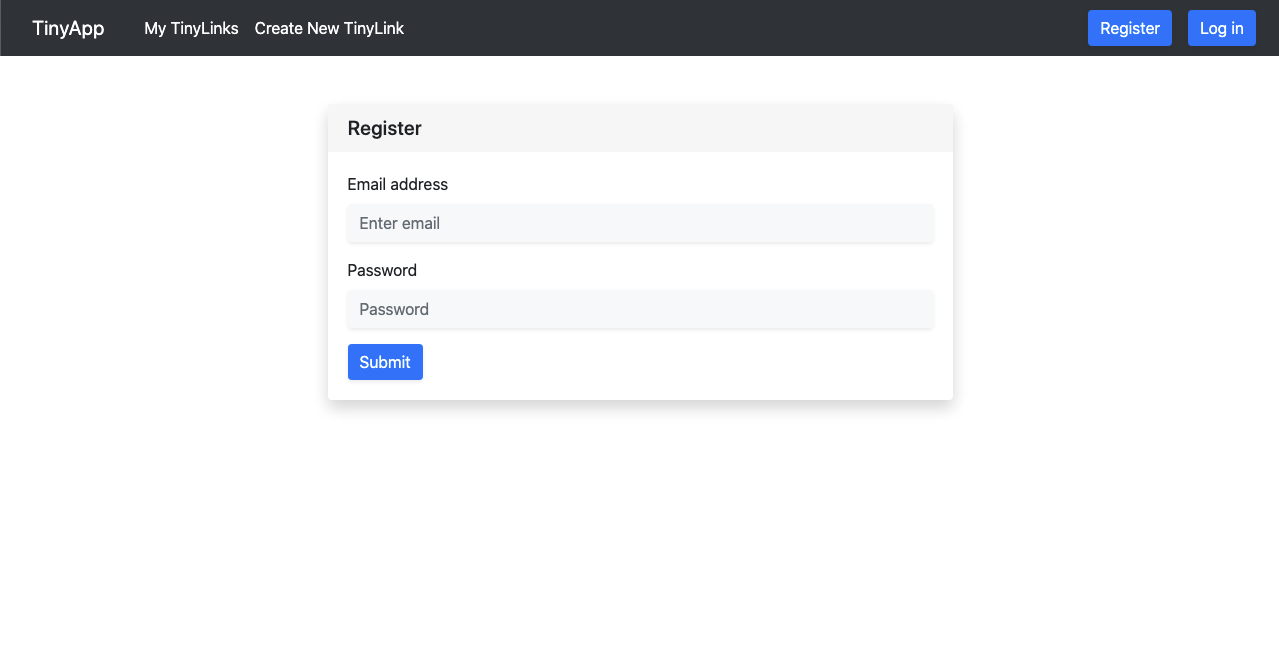 TinyApp My TinyLinks Create New TinyLink Register Log in
Register
Email address
Enter email
Password
Password
Submit